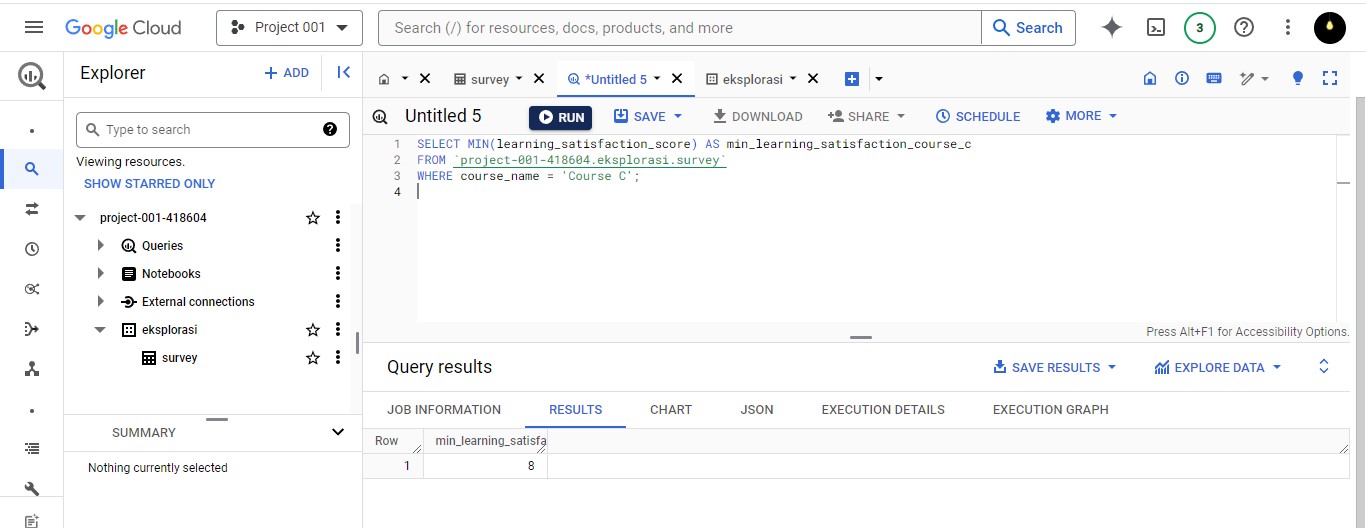 Google Cloud
Project 001
Search (/) for resources, docs, products, and more
Search
3
Explorer
+ ADD
Type to search
Viewing resources.
SHOW STARRED ONLY
project-001-418604
Queries
Notebooks
External connections
eksplorasi
survey
SUMMARY
Nothing currently selected
survey
*Untitled 5
eksplorasi
Untitled 5
RUN
SAVE
DOWNLOAD
SHARE
SCHEDULE
MORE
1 SELECT MIN(learning_satisfaction_score) AS min_learning_satisfaction_course_c
2 FROM `project-001-418604.eksplorasi.survey`
3 WHERE course_name = 'Course C';
4
Press Alt+F1 for Accessibility Options.
Query results
SAVE RESULTS
EXPLORE DATA
JOB INFORMATION
RESULTS
CHART
JSON
EXECUTION DETAILS
EXECUTION GRAPH
Row min_learning_satisfa
1 8